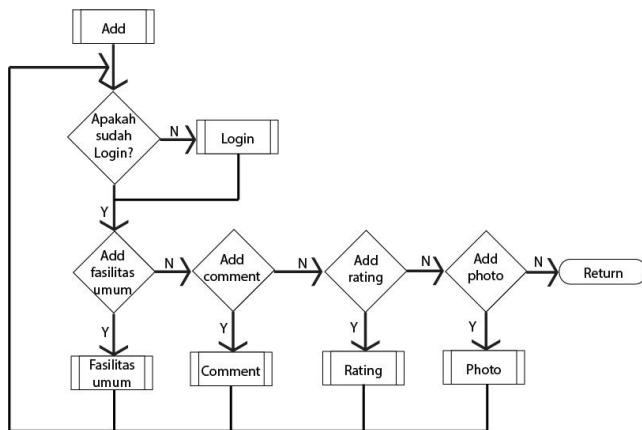 Add
Apakah
sudah
Login?
N
Login
Y
Add
fasilitas
umum
N
Add
comment
N
Add
rating
N
Add
photo
N
Return
Y
Y
Y
Y
Fasilitas
umum
Comment
Rating
Photo